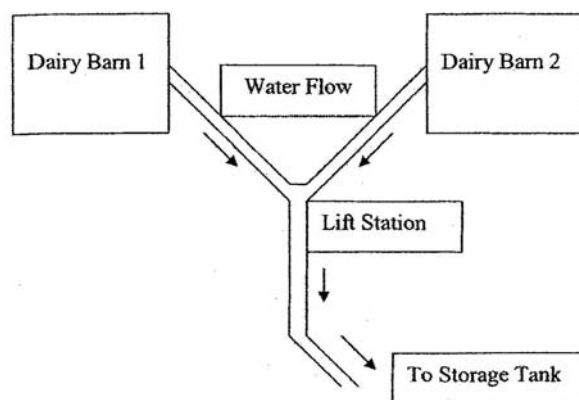 Dairy Barn 1
Dairy Barn 2
Water Flow
Lift Station
To Storage Tank